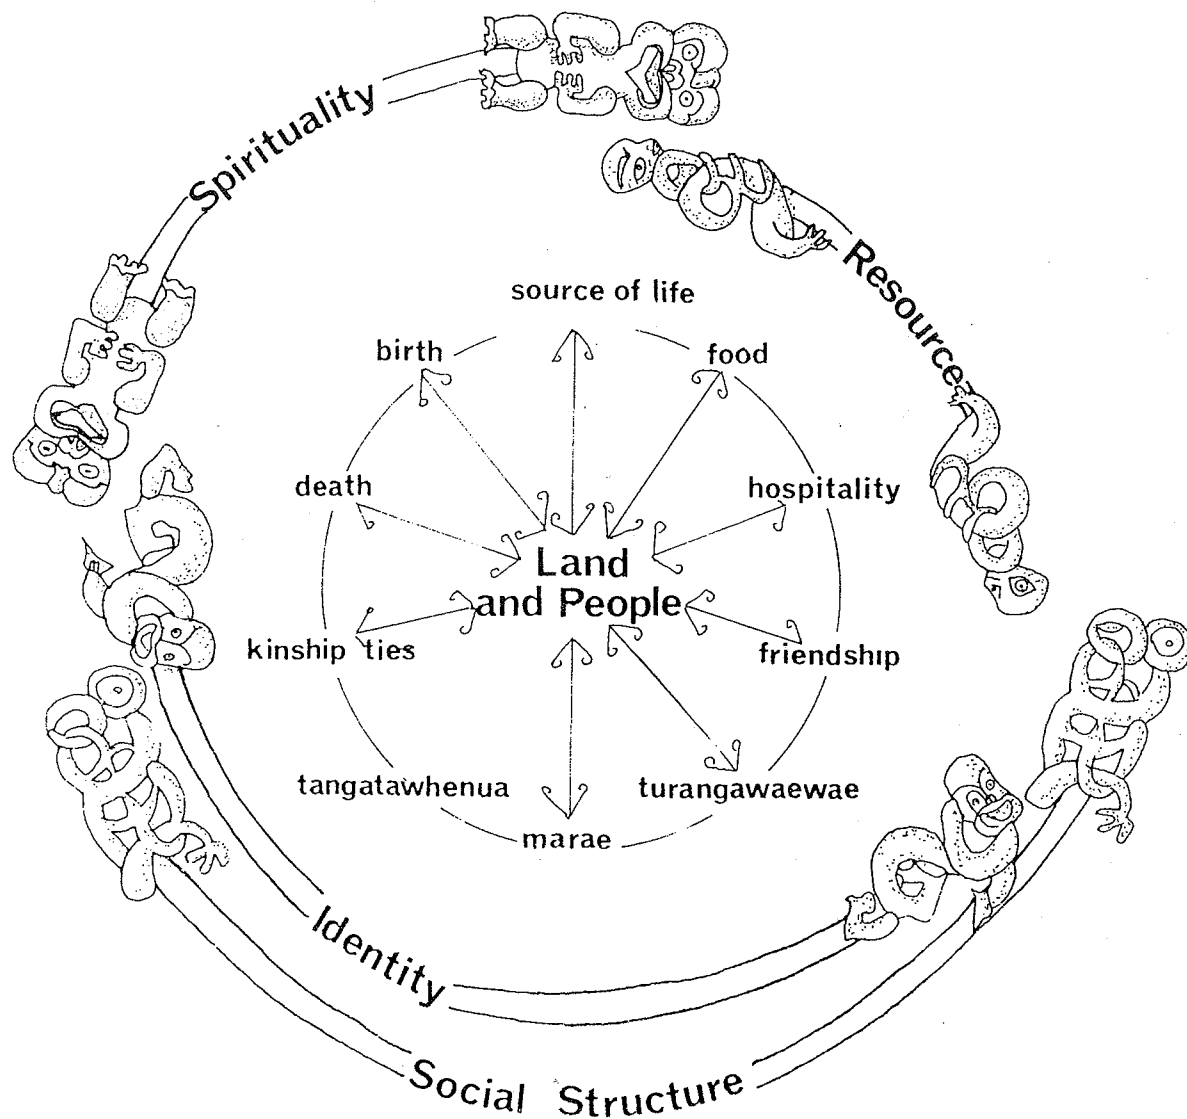 Spirituality
Resource
source of life
birth
food
death
hospitality
Land
and People
kinship ties
friendship
tangatawhenua
turangawaewae
marae
Identity
Social Structure